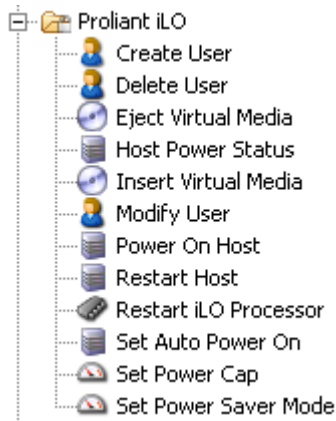 Proliant iLO
Create User
Delete User
Eject Virtual Media
Host Power Status
Insert Virtual Media
Modify User
Power On Host
Restart Host
Restart iLO Processor
Set Auto Power On
Set Power Cap
Set Power Saver Mode